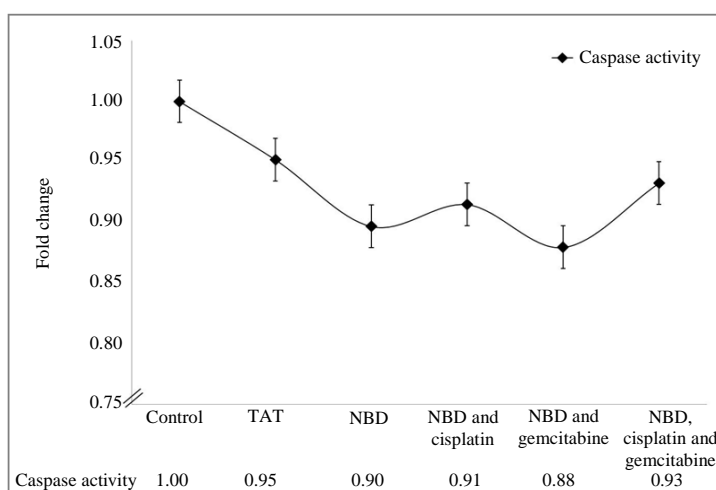 1.05
Caspase activity
1.00
0.95
0.90
0.85
0.80
0.75
Fold change
Control TAT NBD NBD and cisplatin NBD and gemcitabine NBD, cisplatin and gemcitabine
Caspase activity 1.00 0.95 0.90 0.91 0.88 0.93